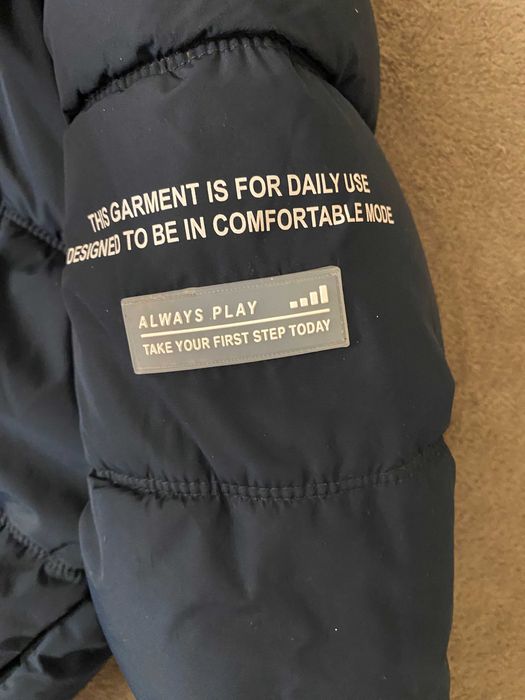 THIS GARMENT IS FOR DAILY USE
DESIGNED TO BE IN COMFORTABLE MODE
ALWAYS PLAY
TAKE YOUR FIRST STEP TODAY